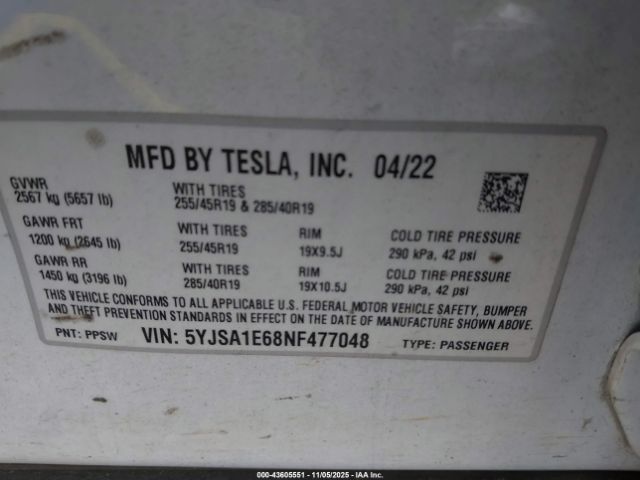 MFD BY TESLA, INC. 04/22
GVWR
2567 kg (5657 lb)
WITH TIRES
255/45R19 & 285/40R19
GAWR FRT
1200 kg (2645 lb)
WITH TIRES
255/45R19
RIM
19X9.5J
COLD TIRE PRESSURE
290 kPa, 42 psi
GAWR RR
1450 kg (3196 lb)
WITH TIRES
285/40R19
RIM
19X10.5J
COLD TIRE PRESSURE
290 kPa, 42 psi
THIS VEHICLE CONFORMS TO ALL APPLICABLE U.S. FEDERAL MOTOR VEHICLE SAFETY, BUMPER
AND THEFT PREVENTION STANDARDS IN EFFECT ON THE DATE OF MANUFACTURE SHOWN ABOVE.
PNT: PPSW VIN: 5YJSA1E68NF477048 TYPE: PASSENGER
000-43605551 - 11/05/2025 - IAA Inc.